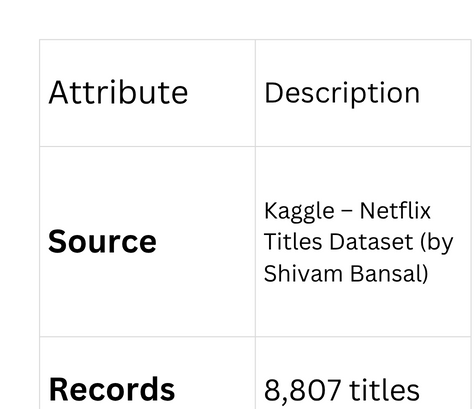 Attribute
Description
Source
Kaggle – Netflix
Titles Dataset (by
Shivam Bansal)
Records
8,807 titles